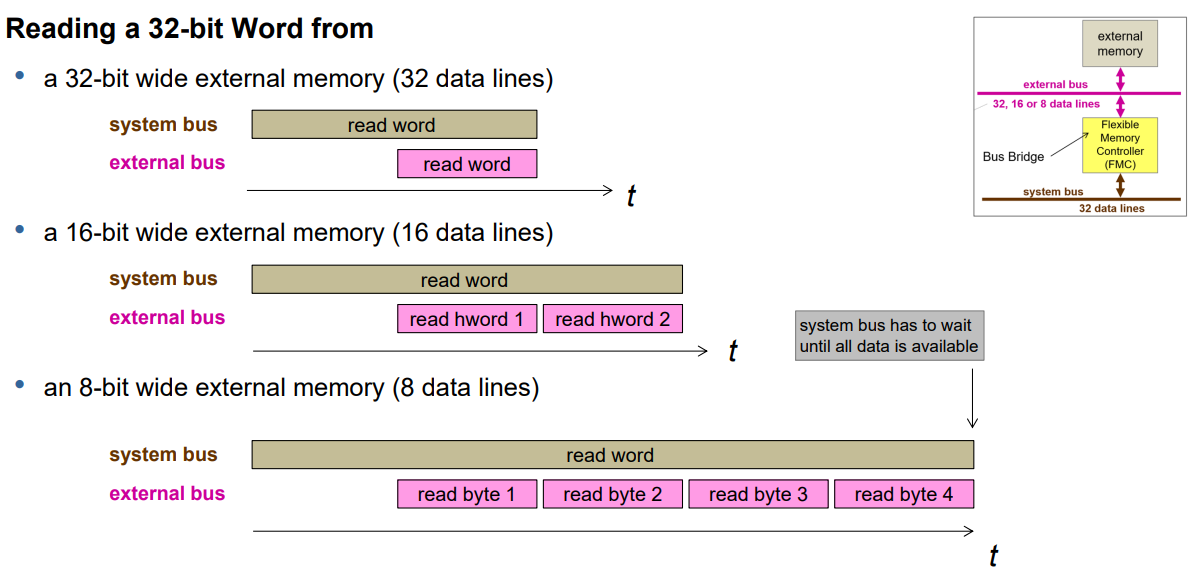 Reading a 32-bit Word from
• a 32-bit wide external memory (32 data lines)
system bus
read word
external bus
read word
t
• a 16-bit wide external memory (16 data lines)
system bus
read word
external bus
read hword 1
read hword 2
t
system bus has to wait
until all data is available
• an 8-bit wide external memory (8 data lines)
system bus
read word
external bus
read byte 1
read byte 2
read byte 3
read byte 4
t
external
memory
external bus
32, 16 or 8 data lines
Flexible
Memory
Controller
(FMC)
Bus Bridge
system bus
32 data lines